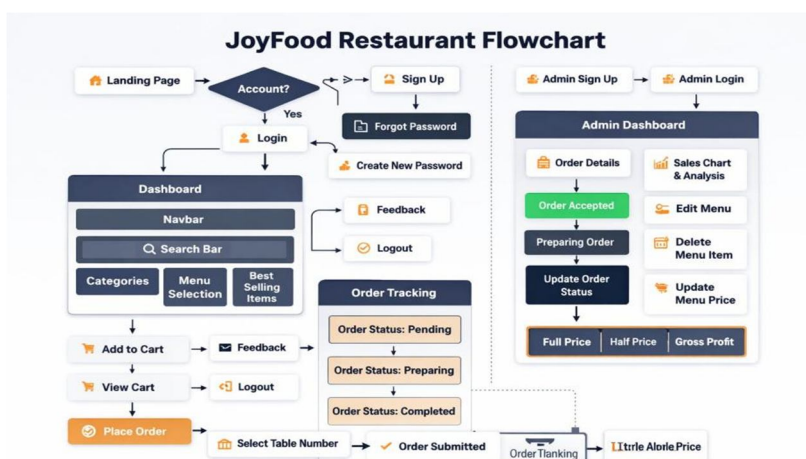 JoyFood Restaurant Flowchart
Landing Page
Account?
Sign Up
Yes
Forgot Password
Login
Create New Password
Dashboard
Navbar
Search Bar
Categories
Menu
Selection
Best
Selling
Items
Feedback
Logout
Add to Cart
Feedback
View Cart
Logout
Place Order
Order Tracking
Order Status: Pending
Order Status: Preparing
Order Status: Completed
Select Table Number
Order Submitted
Admin Sign Up
Admin Login
Admin Dashboard
Order Details
Order Accepted
Preparing Order
Update Order
Status
Sales Chart
& Analysis
Edit Menu
Delete
Menu Item
Update
Menu Price
Full Price
Half Price
Gross Profit
Order
Price